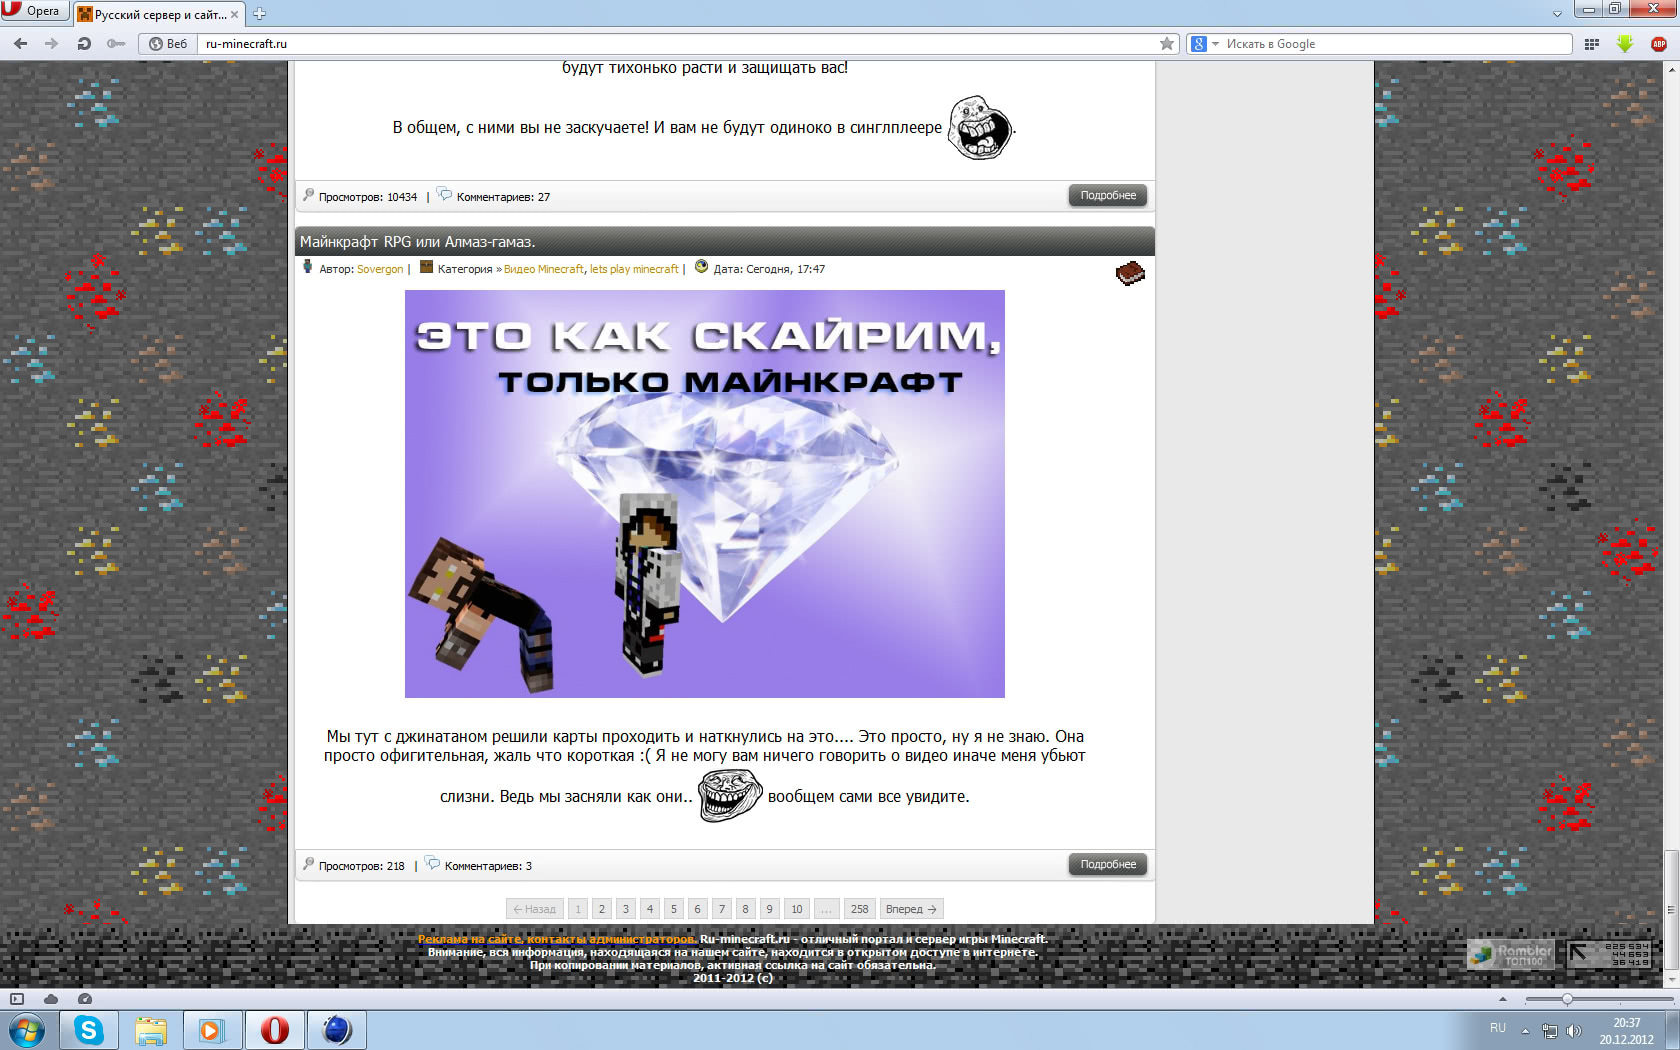 Opera
Русский сервер и сайт...
Веб
ru-minecraft.ru
Искать в Google
ABP
будут тихонько расти и защищать вас!
В общем, с ними вы не заскучаете! И вам не будут одиноко в синглплеере .
Просмотров: 10434 | Комментариев: 27
Подробнее
Майнкрафт RPG или Алмаз-гамаз.
Автор: Sovergon | Категория » Видео Minecraft, lets play minecraft | Дата: Сегодня, 17:47
ЭТО КАК СКАЙРИМ,
ТОЛЬКО МАЙНКРАФТ
Мы тут с джинатаном решили карты проходить и наткнулись на это.... Это просто, ну я не знаю. Она
просто офигительная, жаль что короткая :( Я не могу вам ничего говорить о видео иначе меня убьют
слизни. Ведь мы засняли как они.. вообщем сами все увидите.
Просмотров: 218 | Комментариев: 3
Подробнее
← Назад 1 2 3 4 5 6 7 8 9 10 ... 258 Вперед →
Реклама на сайте, контакты администраторов. Ru-minecraft.ru - отличный портал и сервер игры Minecraft.
Внимание, вся информация, находящаяся на нашем сайте, находится в открытом доступе в интернете.
При копировании материалов, активная ссылка на сайт обязательна.
2011-2012 (c)
Rambler
ТОП100
225 534
44 653
36 419
RU
20:37
20.12.2012